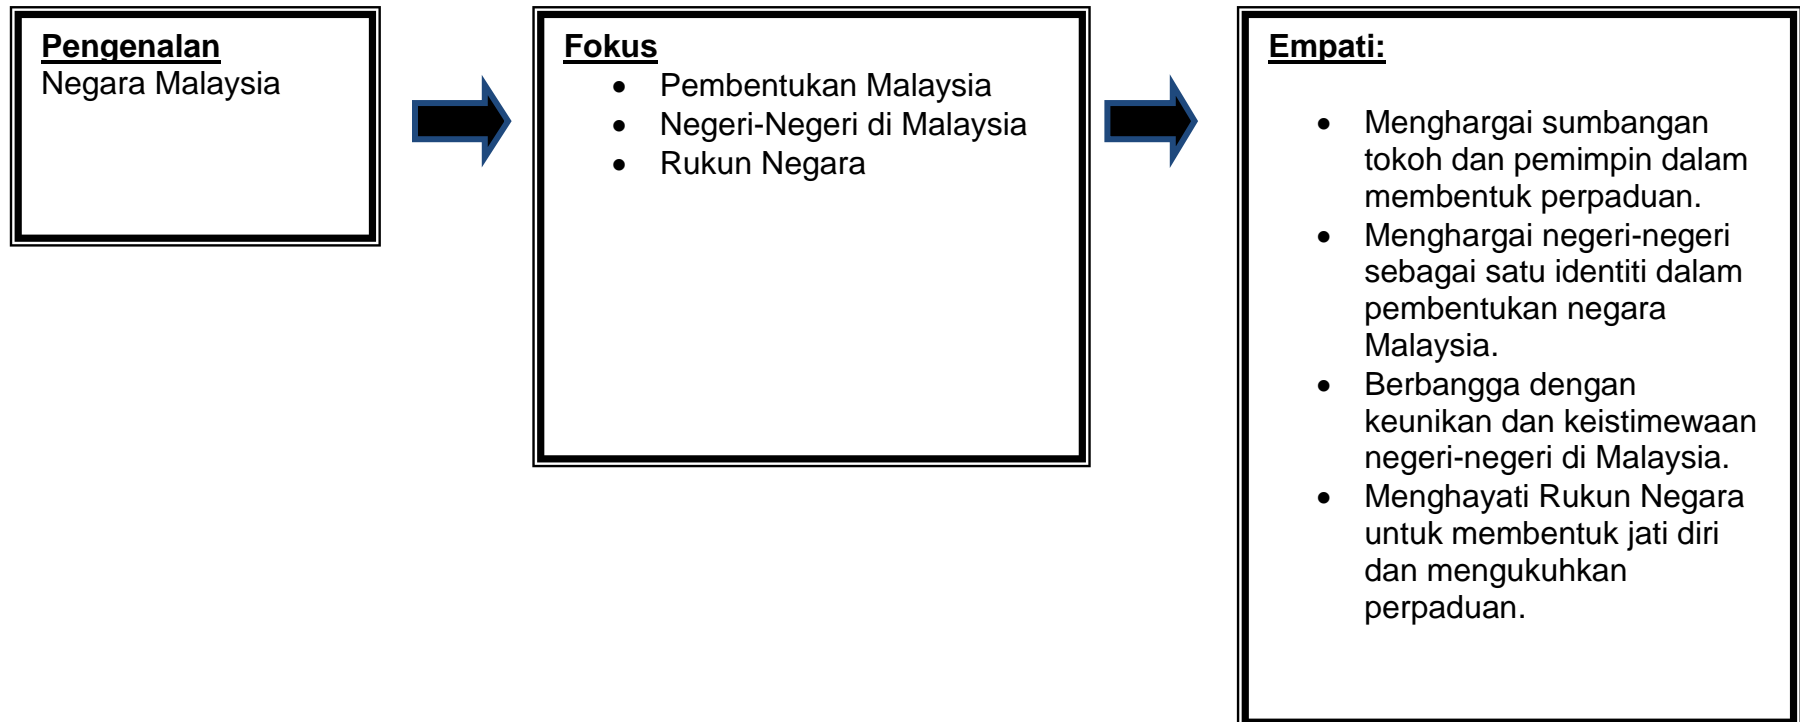 Pengenalan
Negara Malaysia
Fokus
• Pembentukan Malaysia
• Negeri-Negeri di Malaysia
• Rukun Negara
Empati:
• Menghargai sumbangan
tokoh dan pemimpin dalam
membentuk perpaduan.
• Menghargai negeri-negeri
sebagai satu identiti dalam
pembentukan negara
Malaysia.
• Berbangga dengan
keunikan dan keistimewaan
negeri-negeri di Malaysia.
• Menghayati Rukun Negara
untuk membentuk jati diri
dan mengukuhkan
perpaduan.